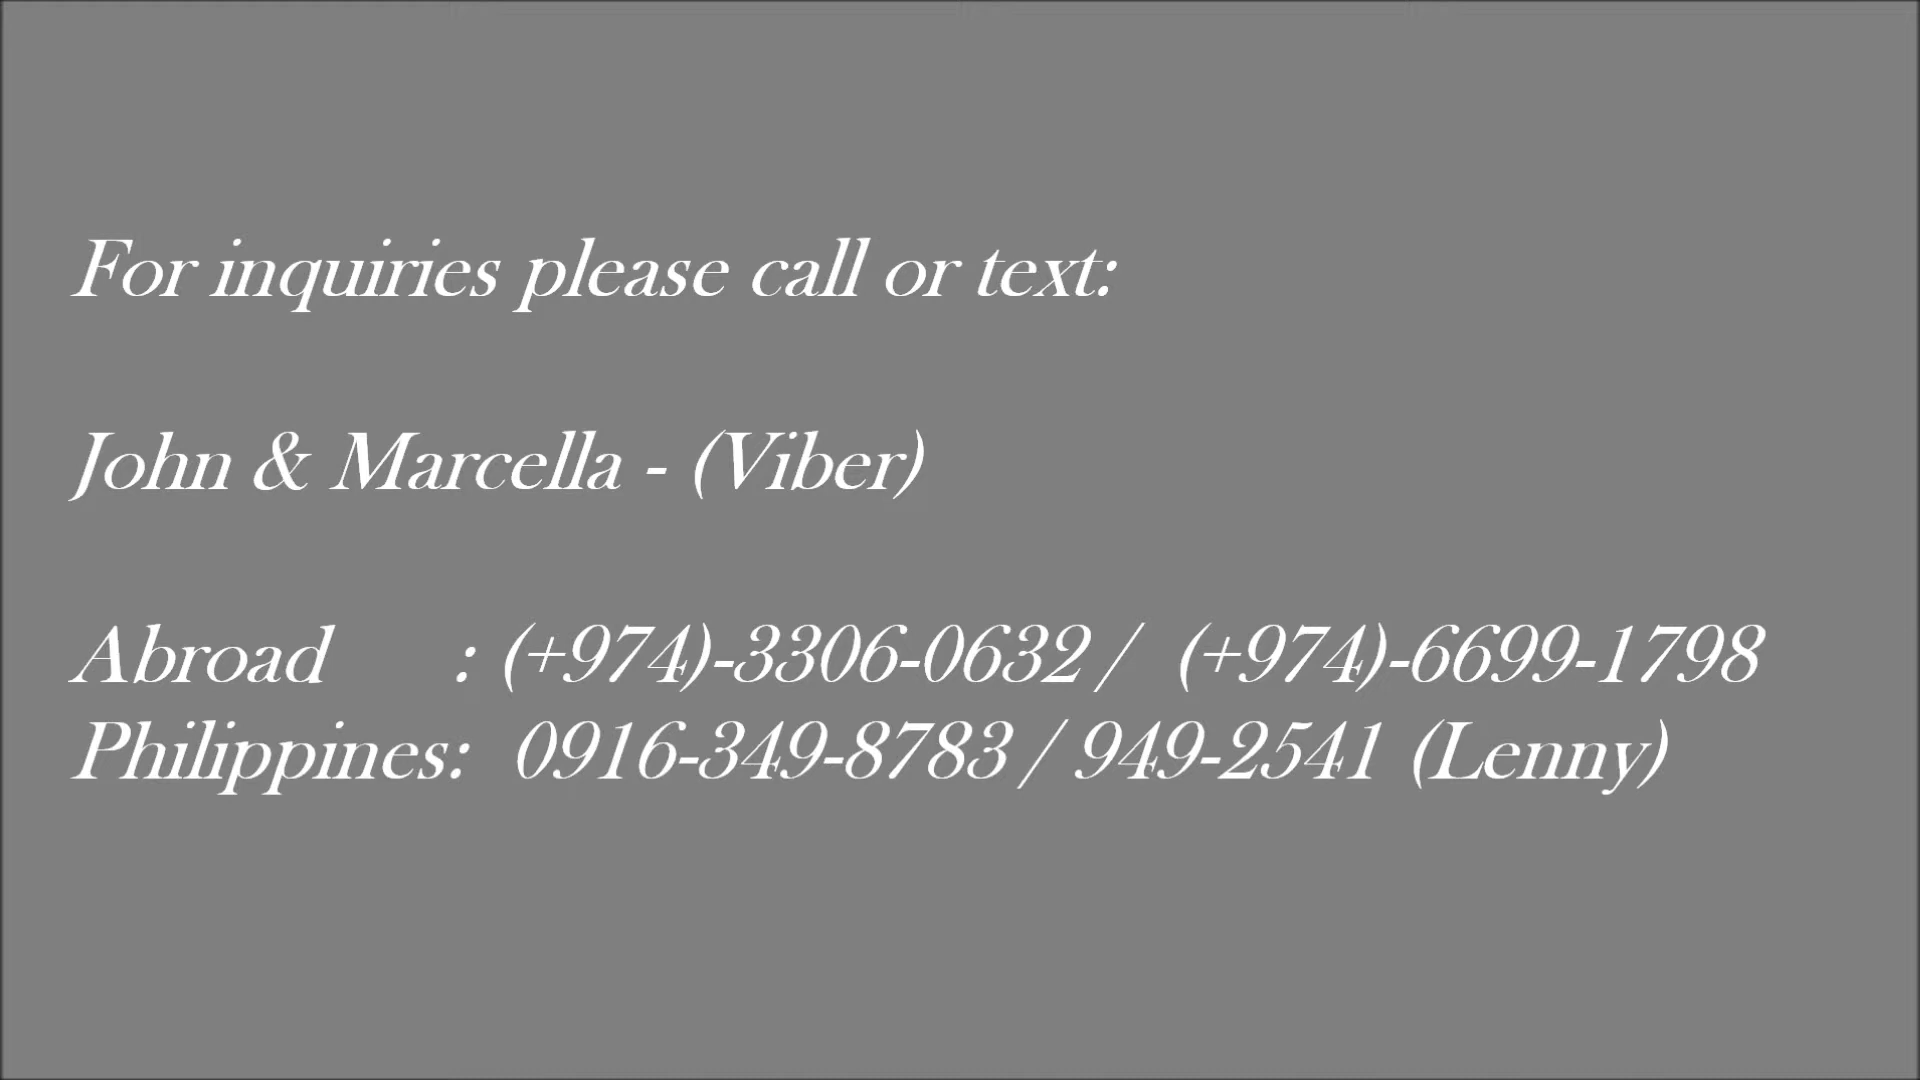 For inquiries please call or text:
John & Marcella - (Viber)
Abroad : (+974)-3306-0632 / (+974)-6699-1798
Philippines: 0916-349-8783 / 949-2541 (Lenny)